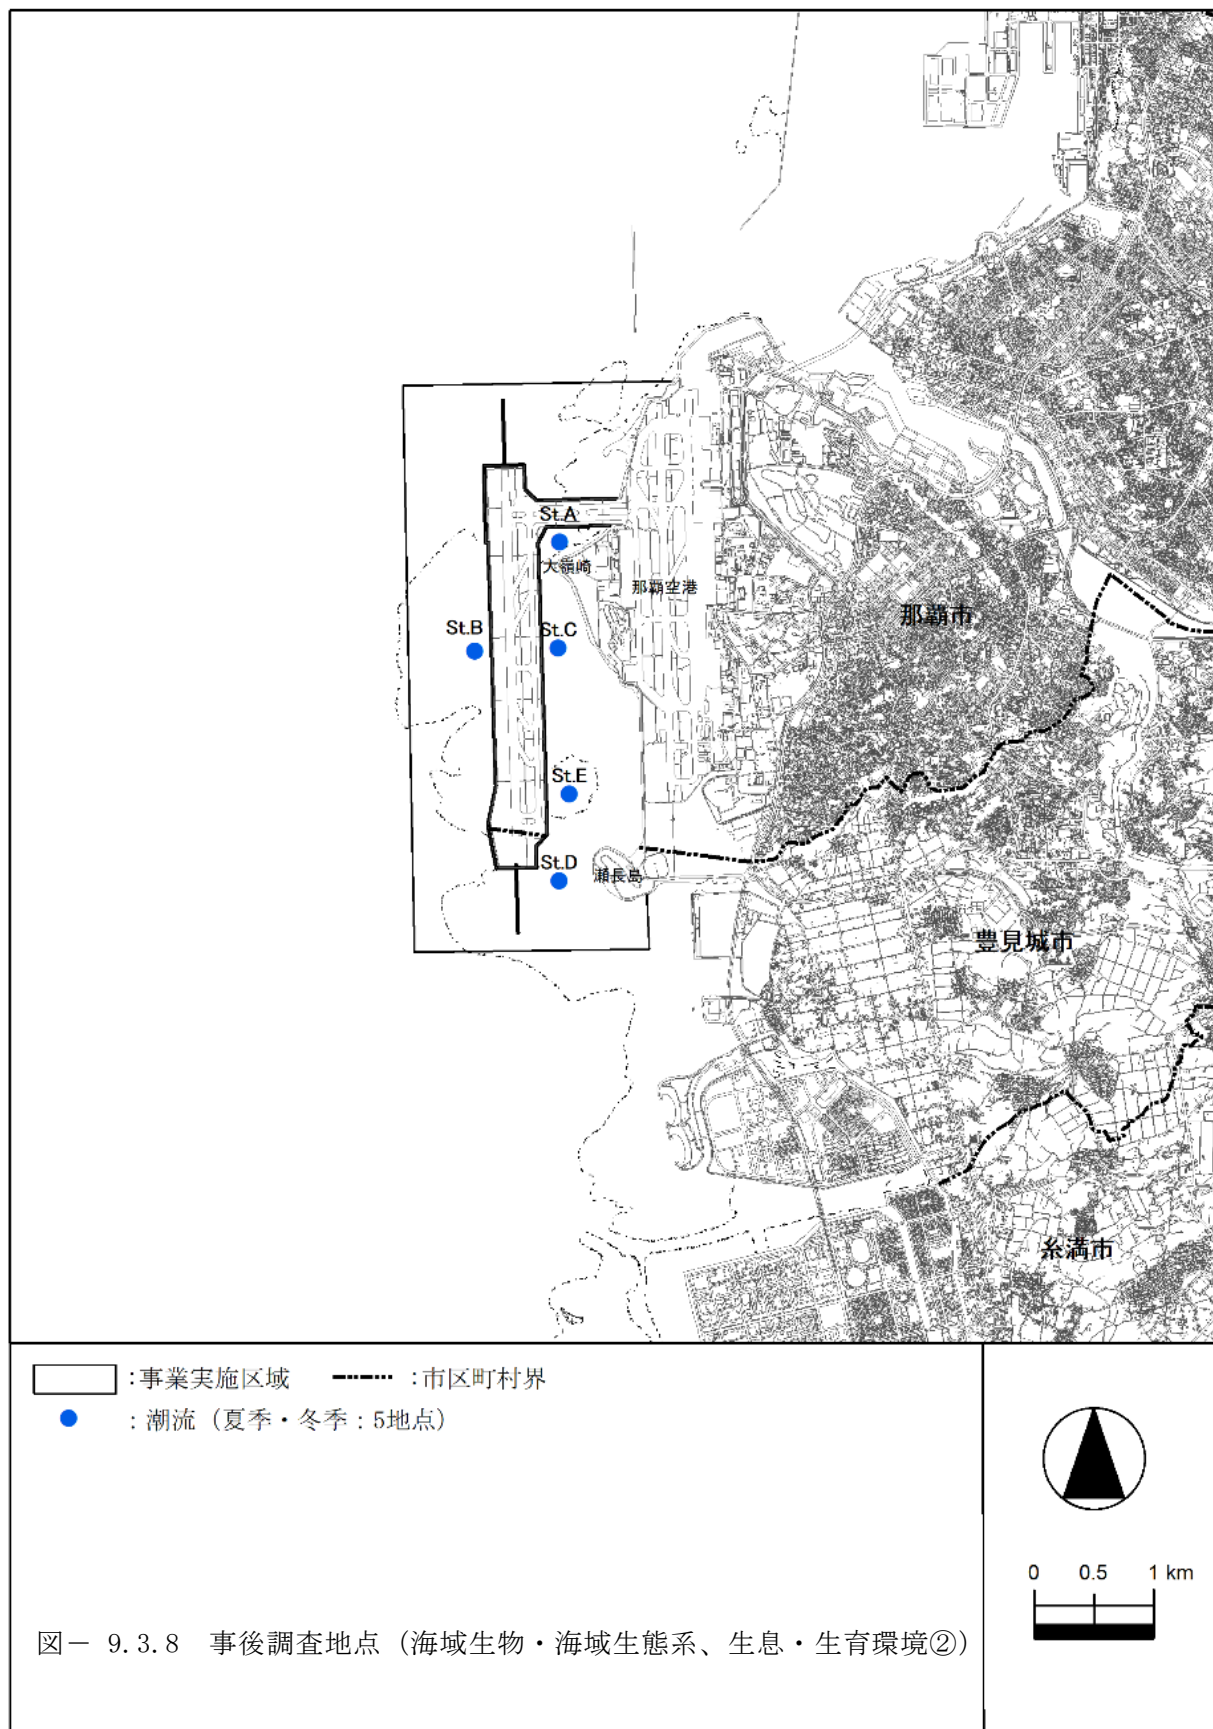 St.A
大嶺崎
那覇空港
那覇市
St.B
St.C
St.E
St.D
瀬長島
豊見城市
糸満市
：事業実施区域
：市区町村界
：潮流（夏季・冬季：5地点）
0 0.5 1 km
図－ 9.3.8 事後調査地点（海域生物・海域生態系、生息・生育環境②）